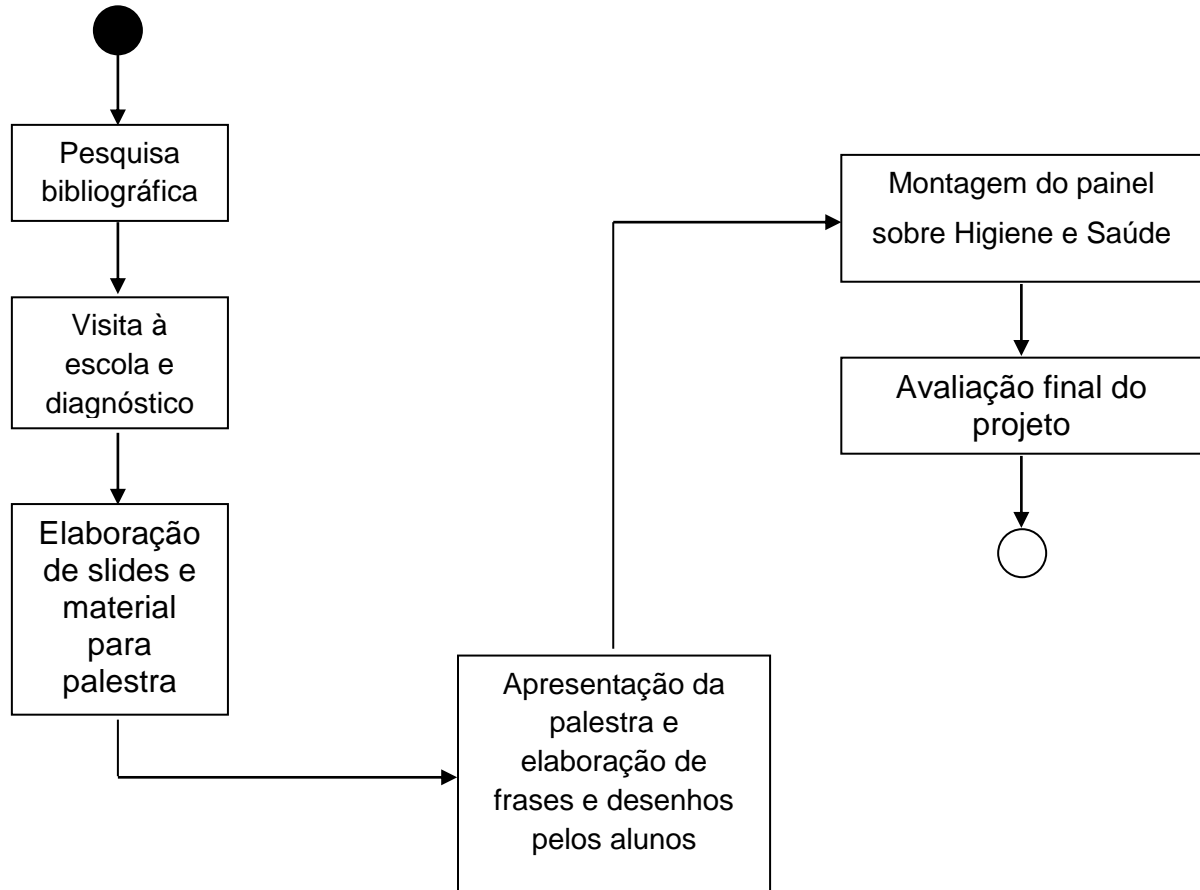 Pesquisa
bibliográfica
Visita à
escola e
diagnóstico
Elaboração
de slides e
material
para
palestra
Apresentação da
palestra e
elaboração de
frases e desenhos
pelos alunos
Montagem do painel
sobre Higiene e Saúde
Avaliação final do
projeto